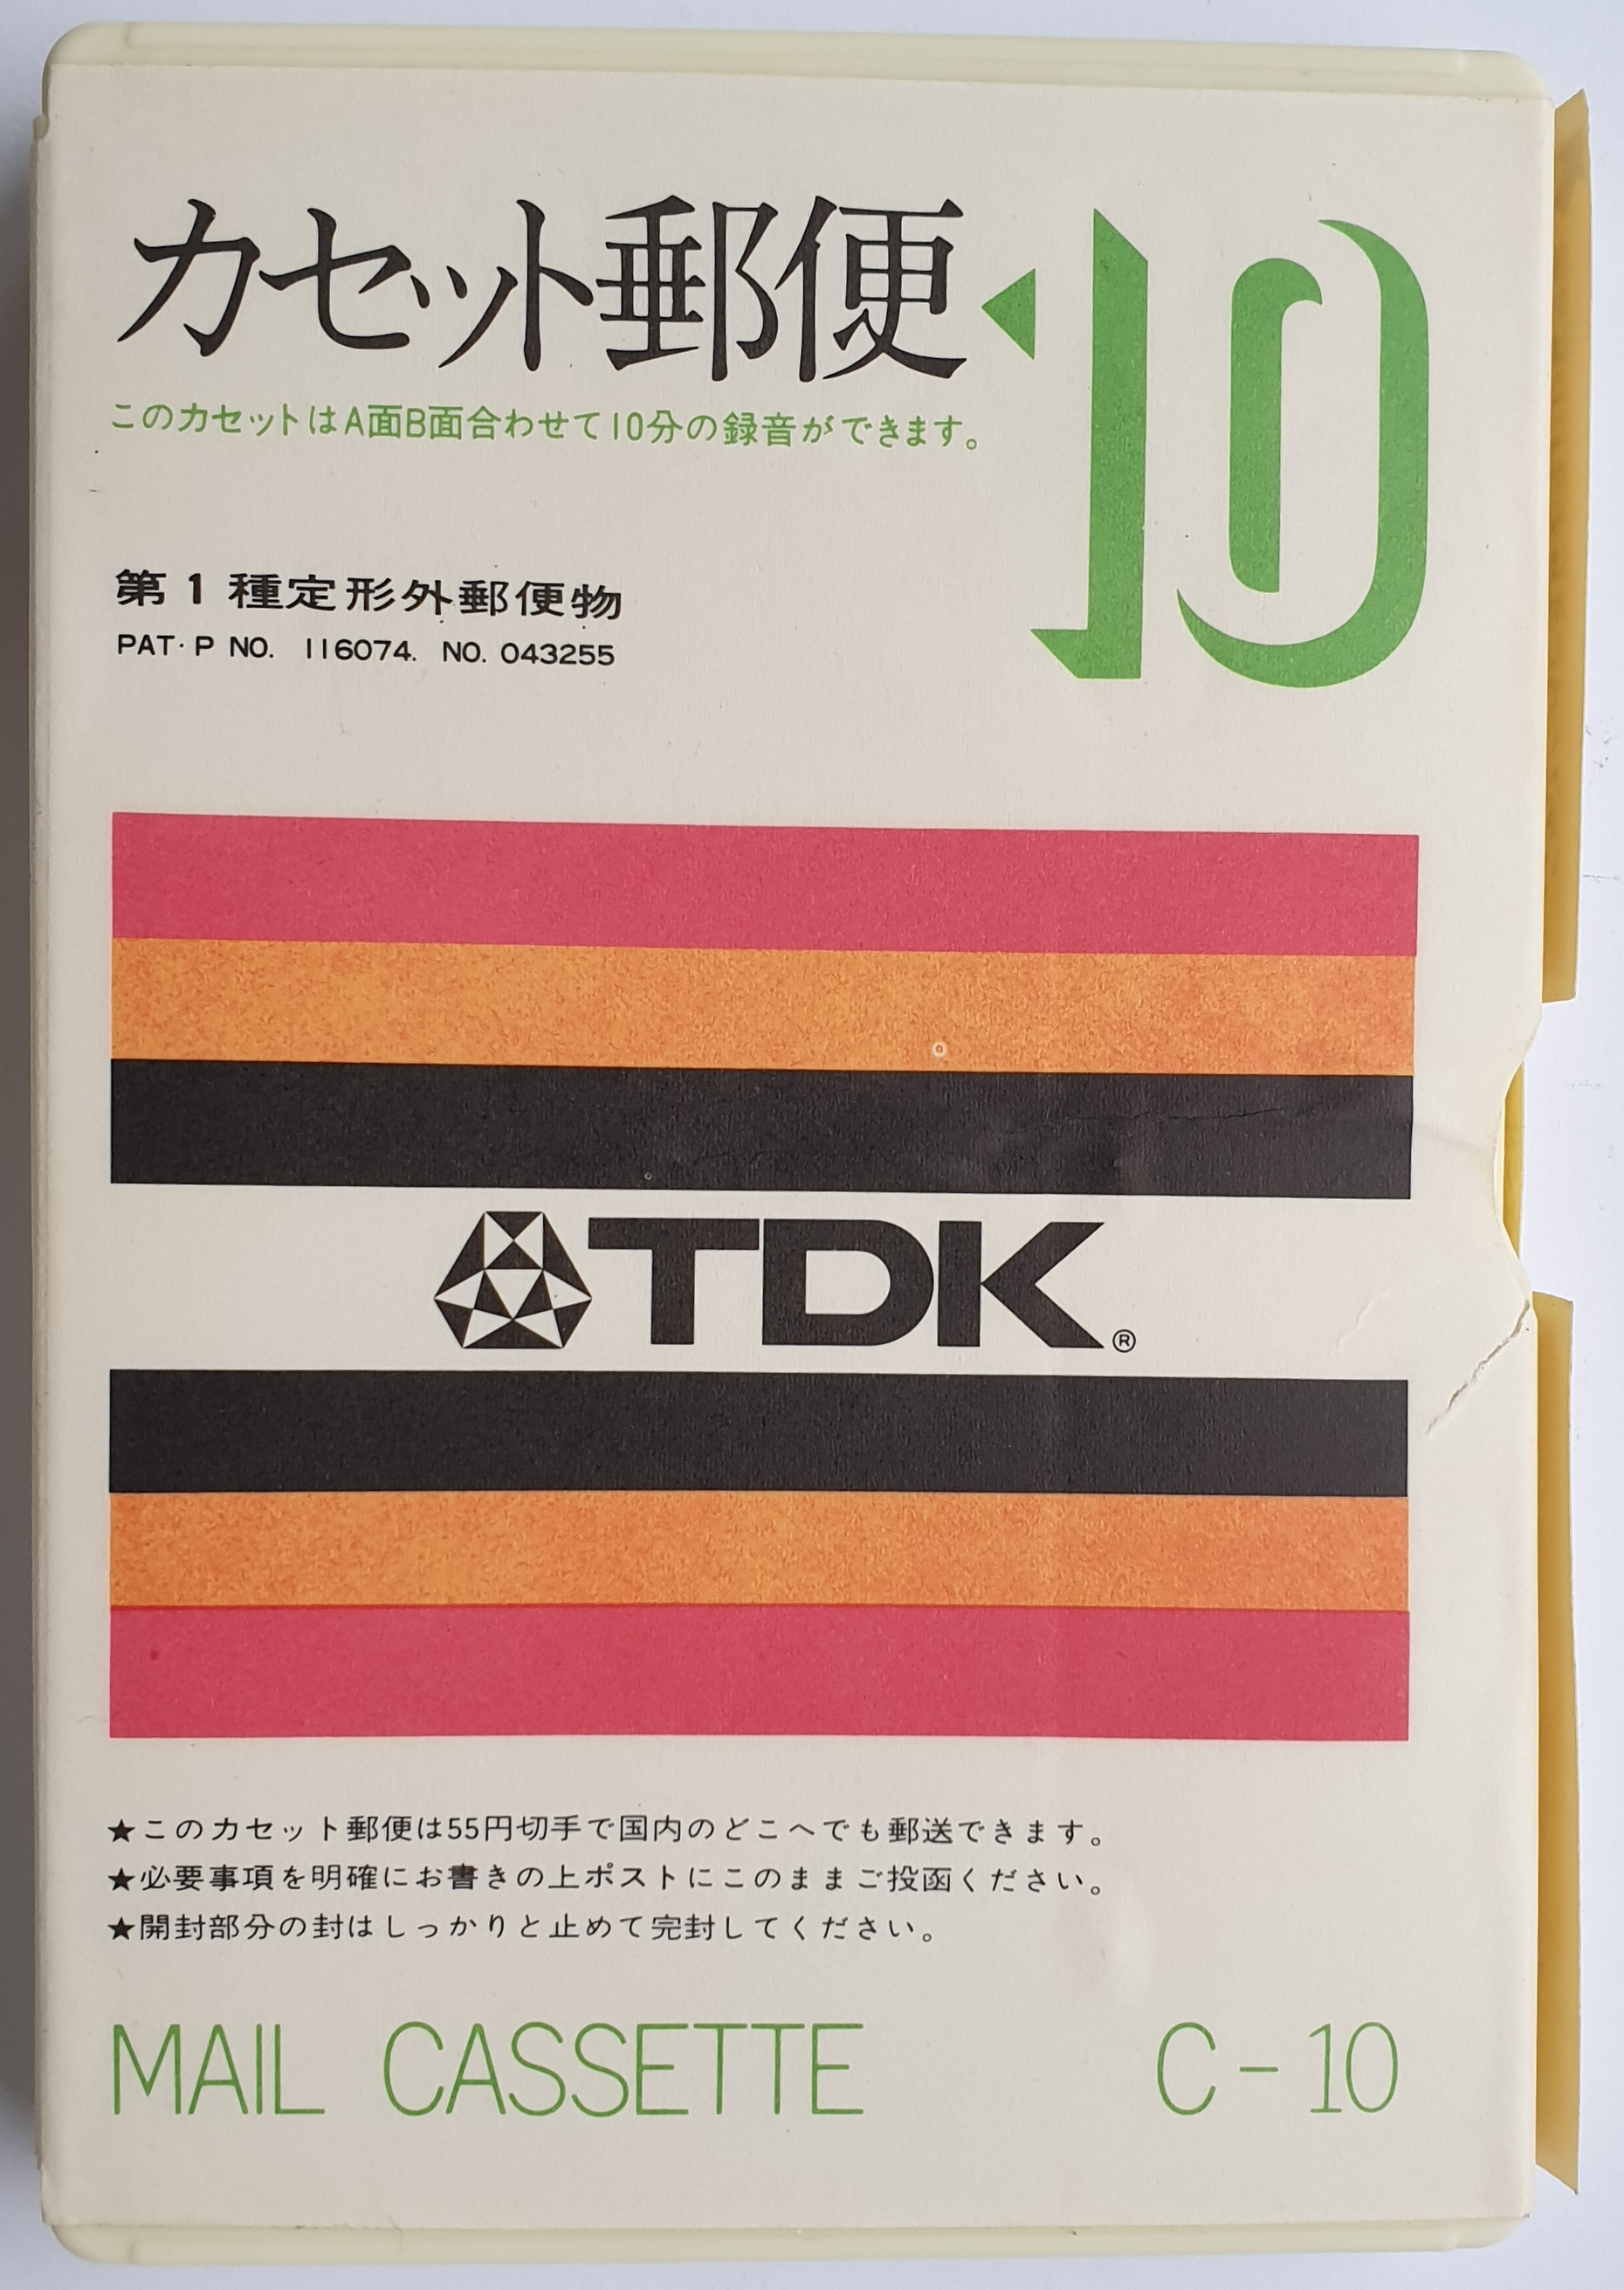 カセット郵便 10
このカセットはA面B面合わせて10分の録音ができます。
第1種定形外郵便物
PAT・P NO. 116074. NO. 043255
TDK®
★このカセット郵便は55円切手で国内のどこへでも郵送できます。
★必要事項を明確にお書きの上ポストにこのままご投函ください。
★開封部分の封はしっかりと止めて完封してください。
MAIL CASSETTE C-10